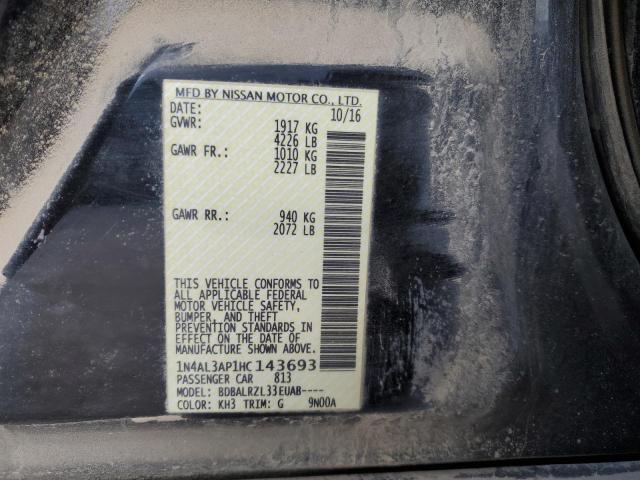 MFD BY NISSAN MOTOR CO., LTD.
DATE: 10/16
GVWR: 1917 KG
4226 LB
GAWR FR.: 1010 KG
2227 LB
GAWR RR.: 940 KG
2072 LB
THIS VEHICLE CONFORMS TO
ALL APPLICABLE FEDERAL
MOTOR VEHICLE SAFETY,
BUMPER, AND THEFT
PREVENTION STANDARDS IN
EFFECT ON THE DATE OF
MANUFACTURE SHOWN ABOVE.
1N4AL3AP1HC143693
PASSENGER CAR 813
MODEL: BDBALRZL33EUAB----
COLOR: KH3 TRIM: G 9N00A